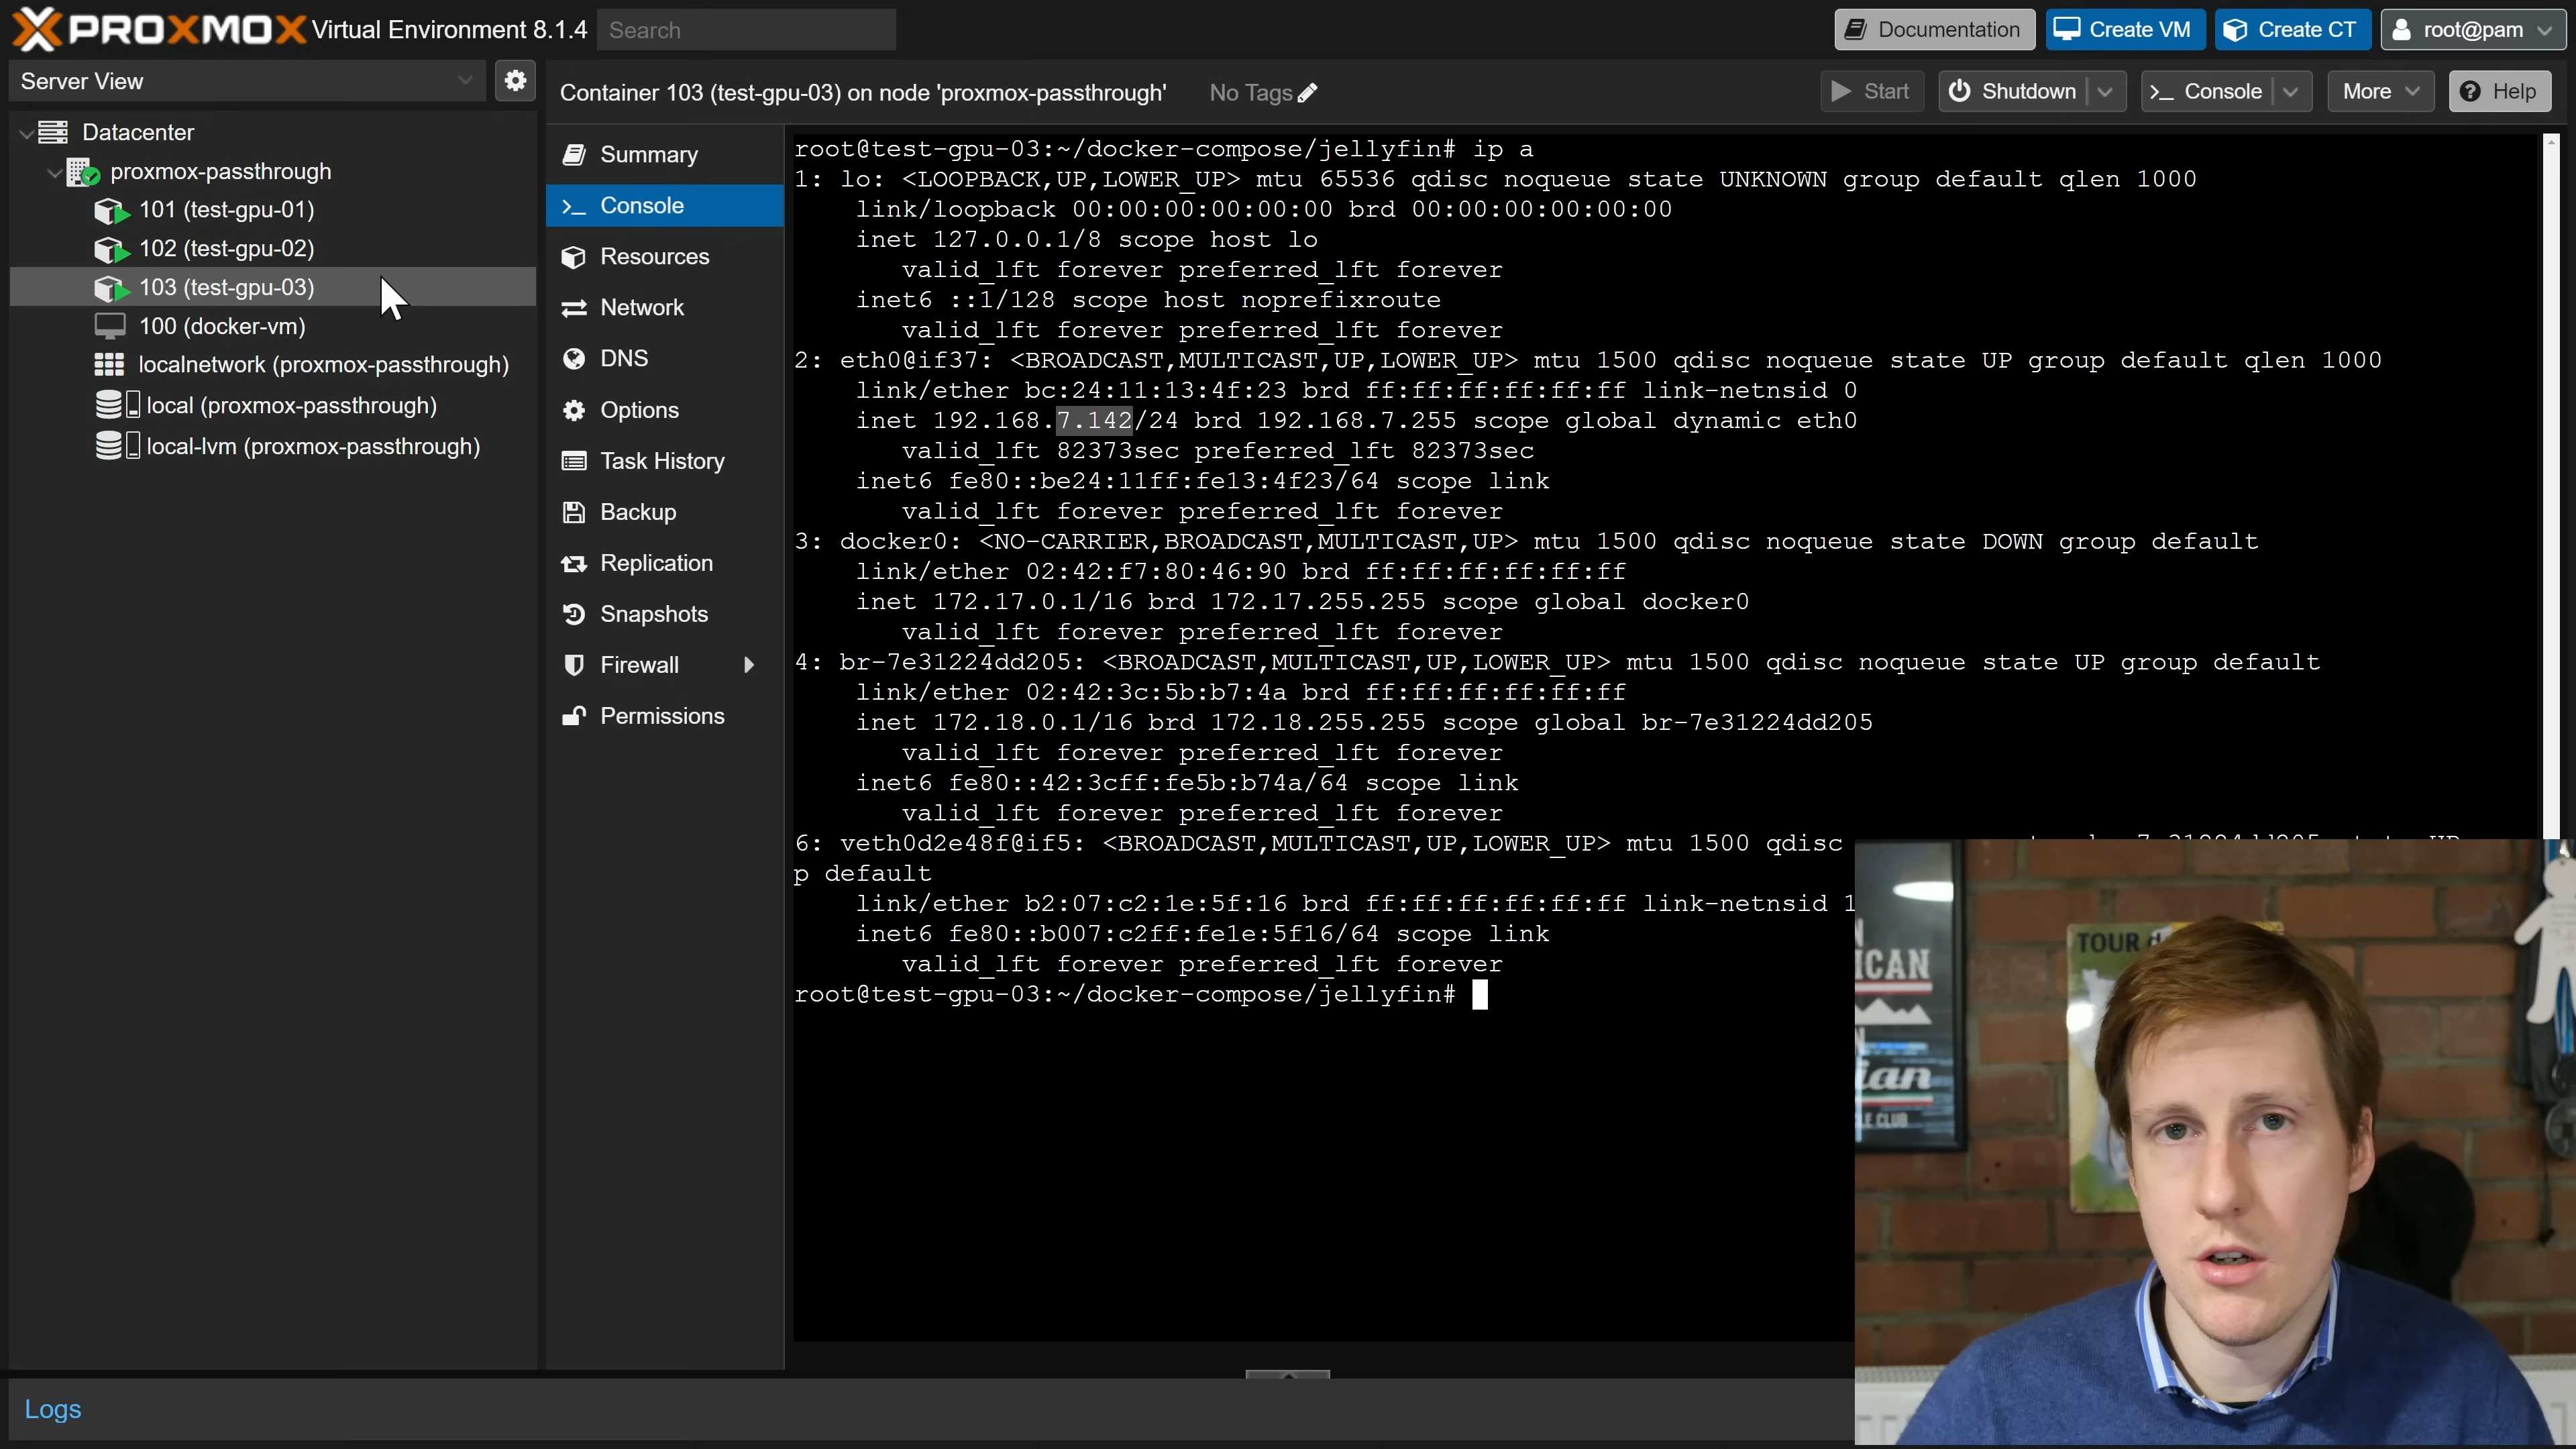 PROXMOX Virtual Environment 8.1.4 Search Documentation Create VM Create CT root@pam
Server View
Container 103 (test-gpu-03) on node 'proxmox-passthrough' No Tags Start Shutdown Console More Help
Datacenter
proxmox-passthrough
101 (test-gpu-01)
102 (test-gpu-02)
103 (test-gpu-03)
100 (docker-vm)
localnetwork (proxmox-passthrough)
local (proxmox-passthrough)
local-lvm (proxmox-passthrough)
Summary
Console
Resources
Network
DNS
Options
Task History
Backup
Replication
Snapshots
Firewall
Permissions
root@test-gpu-03:~/docker-compose/jellyfin# ip a
1: lo: <LOOPBACK,UP,LOWER_UP> mtu 65536 qdisc noqueue state UNKNOWN group default qlen 1000
link/loopback 00:00:00:00:00:00 brd 00:00:00:00:00:00
inet 127.0.0.1/8 scope host lo
valid_lft forever preferred_lft forever
inet6 ::1/128 scope host noprefixroute
valid_lft forever preferred_lft forever
2: eth0@if37: <BROADCAST,MULTICAST,UP,LOWER_UP> mtu 1500 qdisc noqueue state UP group default qlen 1000
link/ether bc:24:11:13:4f:23 brd ff:ff:ff:ff:ff:ff link-netnsid 0
inet 192.168.7.142/24 brd 192.168.7.255 scope global dynamic eth0
valid_lft 82373sec preferred_lft 82373sec
inet6 fe80::be24:11ff:fe13:4f23/64 scope link
valid_lft forever preferred_lft forever
3: docker0: <NO-CARRIER,BROADCAST,MULTICAST,UP> mtu 1500 qdisc noqueue state DOWN group default
link/ether 02:42:f7:80:46:90 brd ff:ff:ff:ff:ff:ff
inet 172.17.0.1/16 brd 172.17.255.255 scope global docker0
valid_lft forever preferred_lft forever
4: br-7e31224dd205: <BROADCAST,MULTICAST,UP,LOWER_UP> mtu 1500 qdisc noqueue state UP group default
link/ether 02:42:3c:5b:b7:4a brd ff:ff:ff:ff:ff:ff
inet 172.18.0.1/16 brd 172.18.255.255 scope global br-7e31224dd205
valid_lft forever preferred_lft forever
inet6 fe80::42:3cff:fe5b:b74a/64 scope link
valid_lft forever preferred_lft forever
6: veth0d2e48f@if5: <BROADCAST,MULTICAST,UP,LOWER_UP> mtu 1500 qdisc
p default
link/ether b2:07:c2:1e:5f:16 brd ff:ff:ff:ff:ff:ff link-netnsid 1
inet6 fe80::b007:c2ff:fe1e:5f16/64 scope link
valid_lft forever preferred_lft forever
root@test-gpu-03:~/docker-compose/jellyfin#
Logs
TOUR
ICAN
ian
CLUB